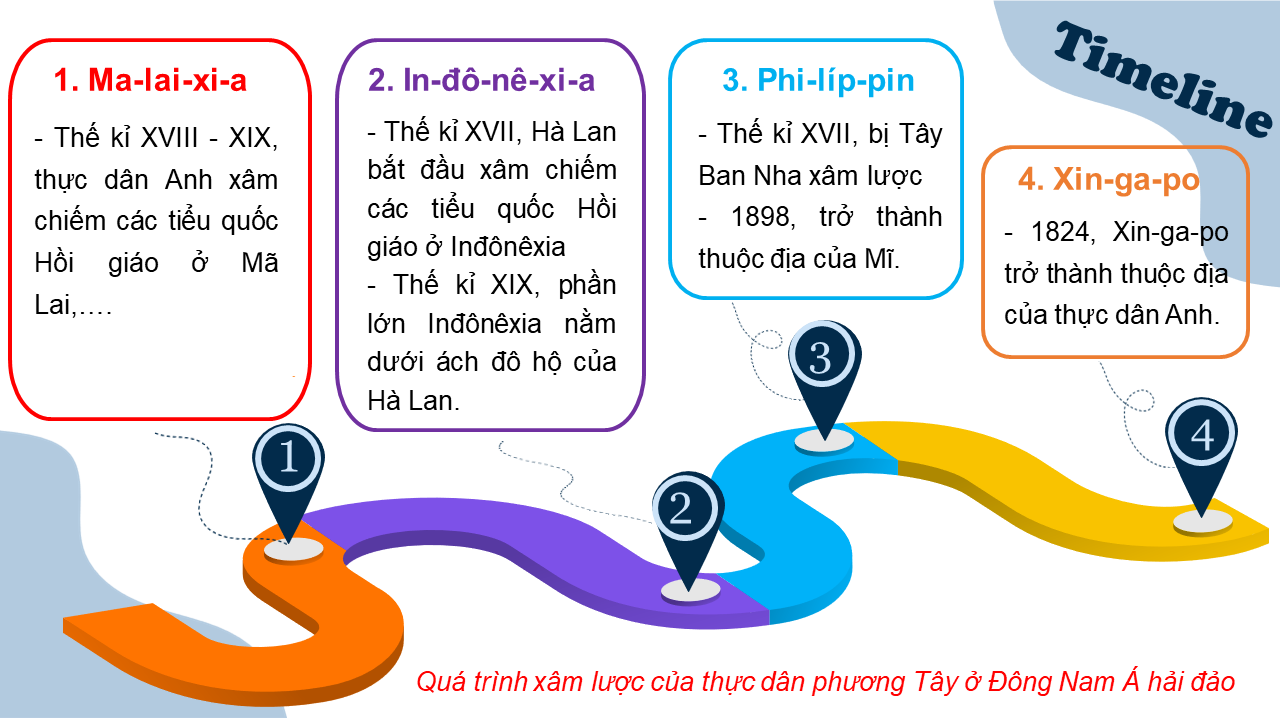 Timeline
1. Ma-lai-xi-a
- Thế kỉ XVIII - XIX,
thực dân Anh xâm
chiếm các tiểu quốc
Hồi giáo ở Mã
Lai,….
2. In-đô-nê-xi-a
- Thế kỉ XVII, Hà Lan
bắt đầu xâm chiếm
các tiểu quốc Hồi
giáo ở Inđônêxia
- Thế kỉ XIX, phần
lớn Inđônêxia nằm
dưới ách đô hộ của
Hà Lan.
3. Phi-líp-pin
- Thế kỉ XVII, bị Tây
Ban Nha xâm lược
- 1898, trở thành
thuộc địa của Mĩ.
4. Xin-ga-po
- 1824, Xin-ga-po
trở thành thuộc địa
của thực dân Anh.
1
2
3
4
Quá trình xâm lược của thực dân phương Tây ở Đông Nam Á hải đảo